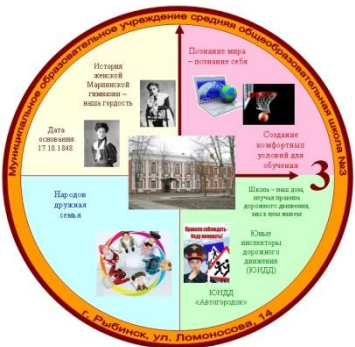 Муниципальное образовательное учреждение средняя общеобразовательная школа №3
История
женской
Мариинской
гимназии –
наша гордость
Дата
основания
17.10.1848.
Познание мира
– познание себя
Создание
комфортных
условий для
обучения
3
Народов
дружная
семья
Школа – наш дом,
изучая правила
дорожного движения,
мы в нем живем
Правила соблюдать-
Юные
инспекторы
дорожного
движения
(ЮИДД)
ЮИДД
«Автогородок»
г. Рыбинск, ул. Ломоносова, 14